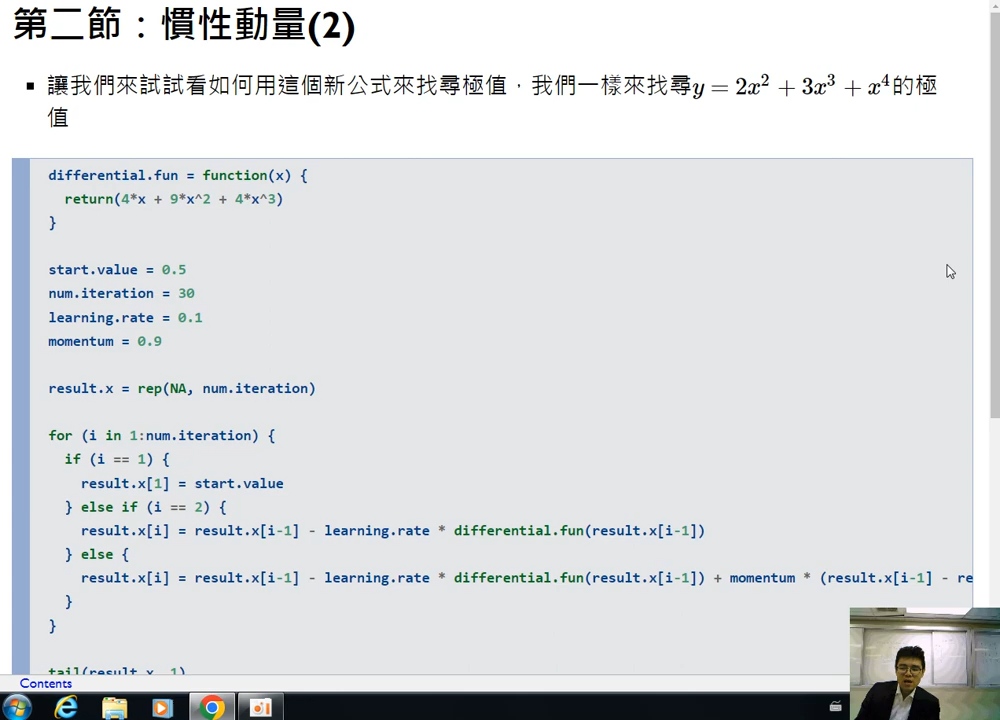 第二節：慣性動量(2)
▪ 讓我們來試試看如何用這個新公式來找尋極值，我們一樣來找尋y = 2x² + 3x³ + x⁴的極
值
differential.fun = function(x) {
  return(4*x + 9*x^2 + 4*x^3)
}
start.value = 0.5
num.iteration = 30
learning.rate = 0.1
momentum = 0.9
result.x = rep(NA, num.iteration)
for (i in 1:num.iteration) {
  if (i == 1) {
    result.x[1] = start.value
  } else if (i == 2) {
    result.x[i] = result.x[i-1] - learning.rate * differential.fun(result.x[i-1])
  } else {
    result.x[i] = result.x[i-1] - learning.rate * differential.fun(result.x[i-1]) + momentum * (result.x[i-1] - re
  }
}
tail(result.x, 1)
Contents